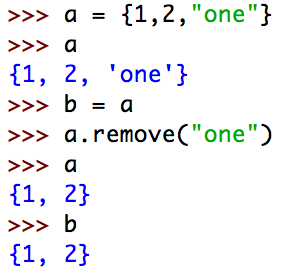 >>> a = {1,2,"one"}
>>> a
{1, 2, 'one'}
>>> b = a
>>> a.remove("one")
>>> a
{1, 2}
>>> b
{1, 2}